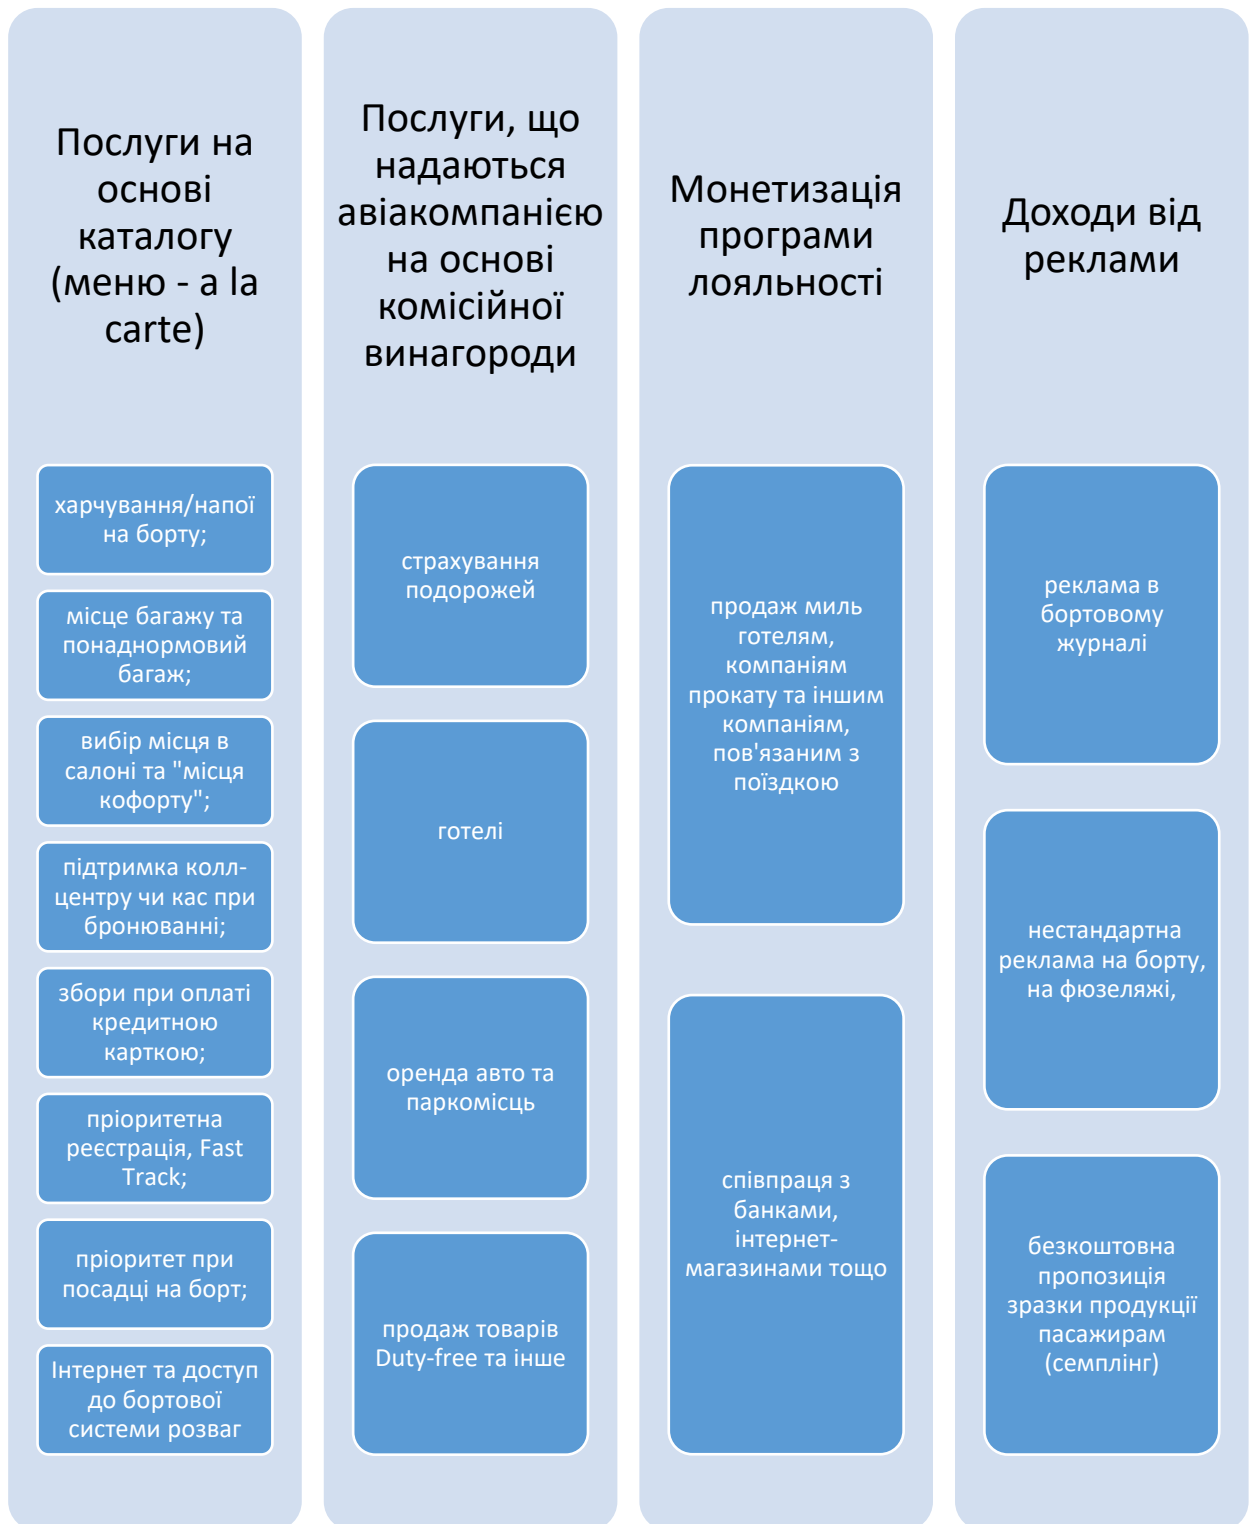 Послуги на
основі
каталогу
(меню - a la
carte)
харчування/напої
на борту;
місце багажу та
понаднормовий
багаж;
вибір місця в
салоні та "місця
кофорту";
підтримка колл-
центру чи кас при
бронюванні;
збори при оплаті
кредитною
карткою;
пріоритетна
реєстрація, Fast
Track;
пріоритет при
посадці на борт;
Інтернет та доступ
до бортової
системи розваг
Послуги, що
надаються
авіакомпанією
на основі
комісійної
винагороди
страхування
подорожей
готелі
оренда авто та
паркомісць
продаж товарів
Duty-free та інше
Монетизація
програми
лояльності
продаж миль
готелям,
компаніям
прокату та іншим
компаніям,
пов'язаним з
поїздкою
співпраця з
банками,
інтернет-
магазинами тощо
Доходи від
реклами
реклама в
бортовому
журналі
нестандартна
реклама на борту,
на фюзеляжі,
безкоштовна
пропозиція
зразки продукції
пасажирам
(семплінг)